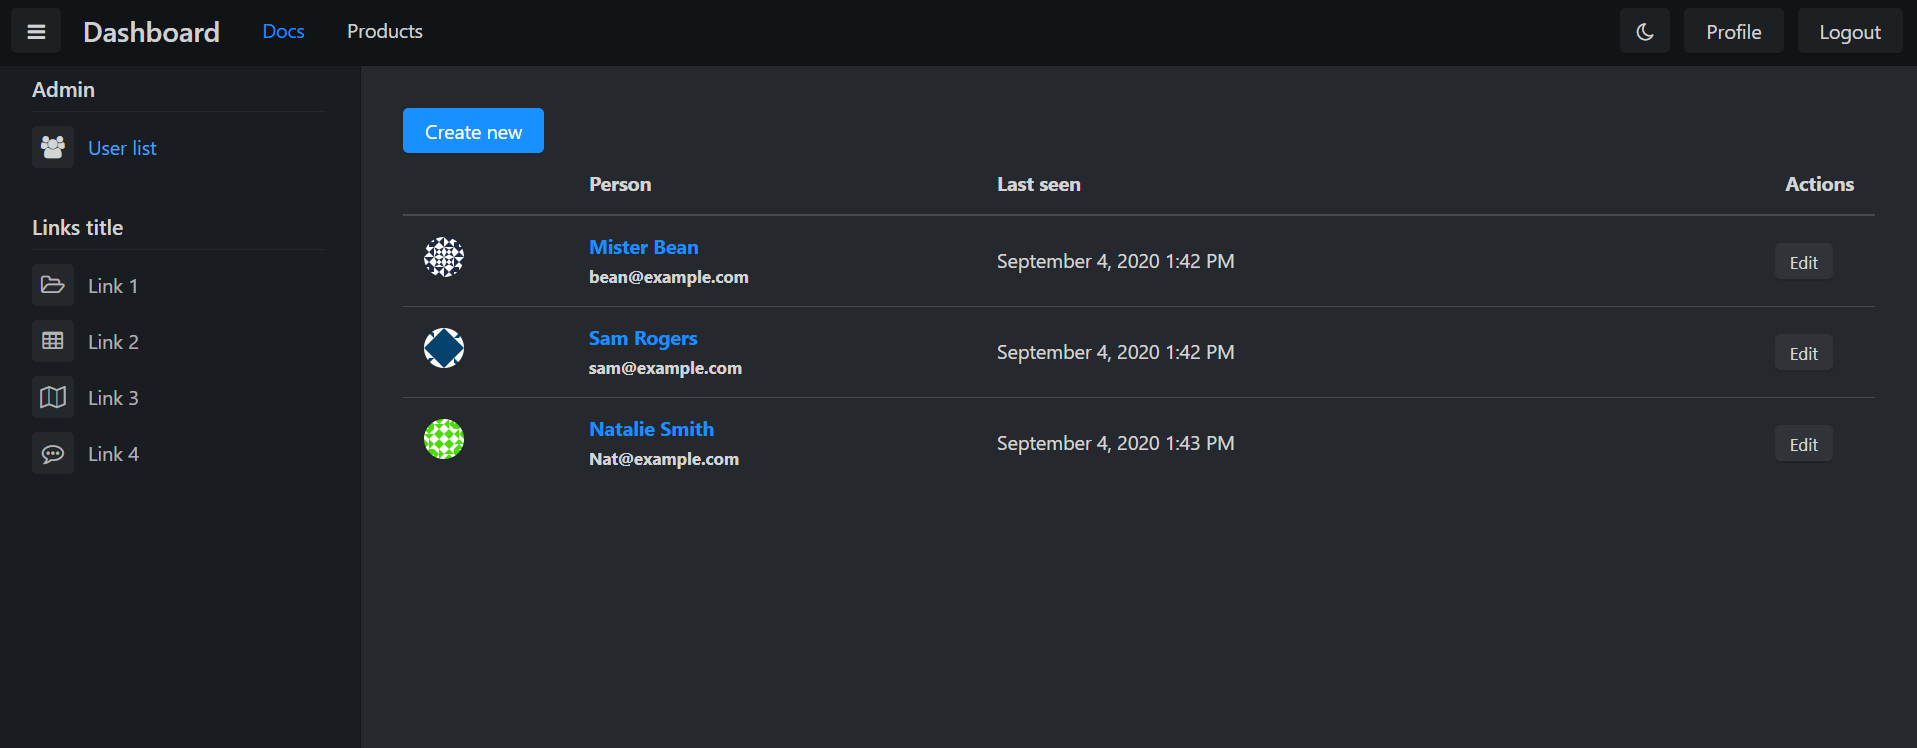 Dashboard Docs Products Profile Logout
Admin
User list
Links title
Link 1
Link 2
Link 3
Link 4
Create new
Person Last seen Actions
Mister Bean
bean@example.com
September 4, 2020 1:42 PM
Edit
Sam Rogers
sam@example.com
September 4, 2020 1:42 PM
Edit
Natalie Smith
Nat@example.com
September 4, 2020 1:43 PM
Edit